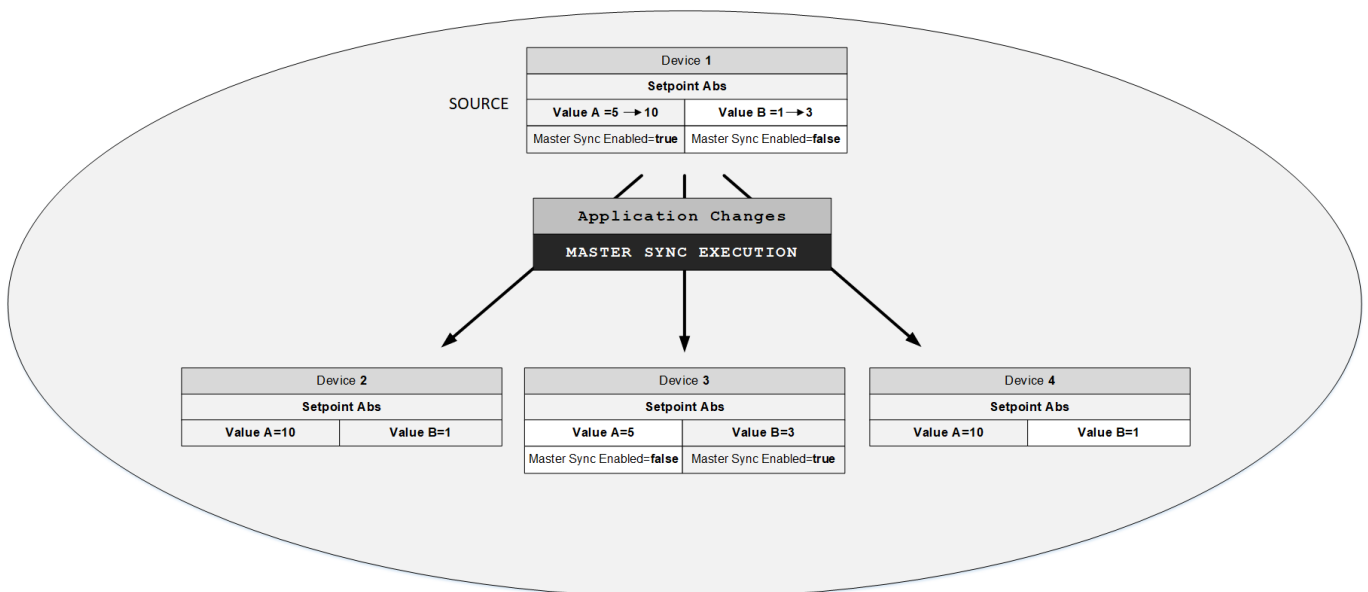 Device 1
Setpoint Abs
SOURCE
Value A =5 → 10
Value B =1 → 3
Master Sync Enabled=true
Master Sync Enabled=false
Application Changes
MASTER SYNC EXECUTION
Device 2
Setpoint Abs
Value A=10
Value B=1
Device 3
Setpoint Abs
Value A=5
Value B=3
Master Sync Enabled=false
Master Sync Enabled=true
Device 4
Setpoint Abs
Value A=10
Value B=1